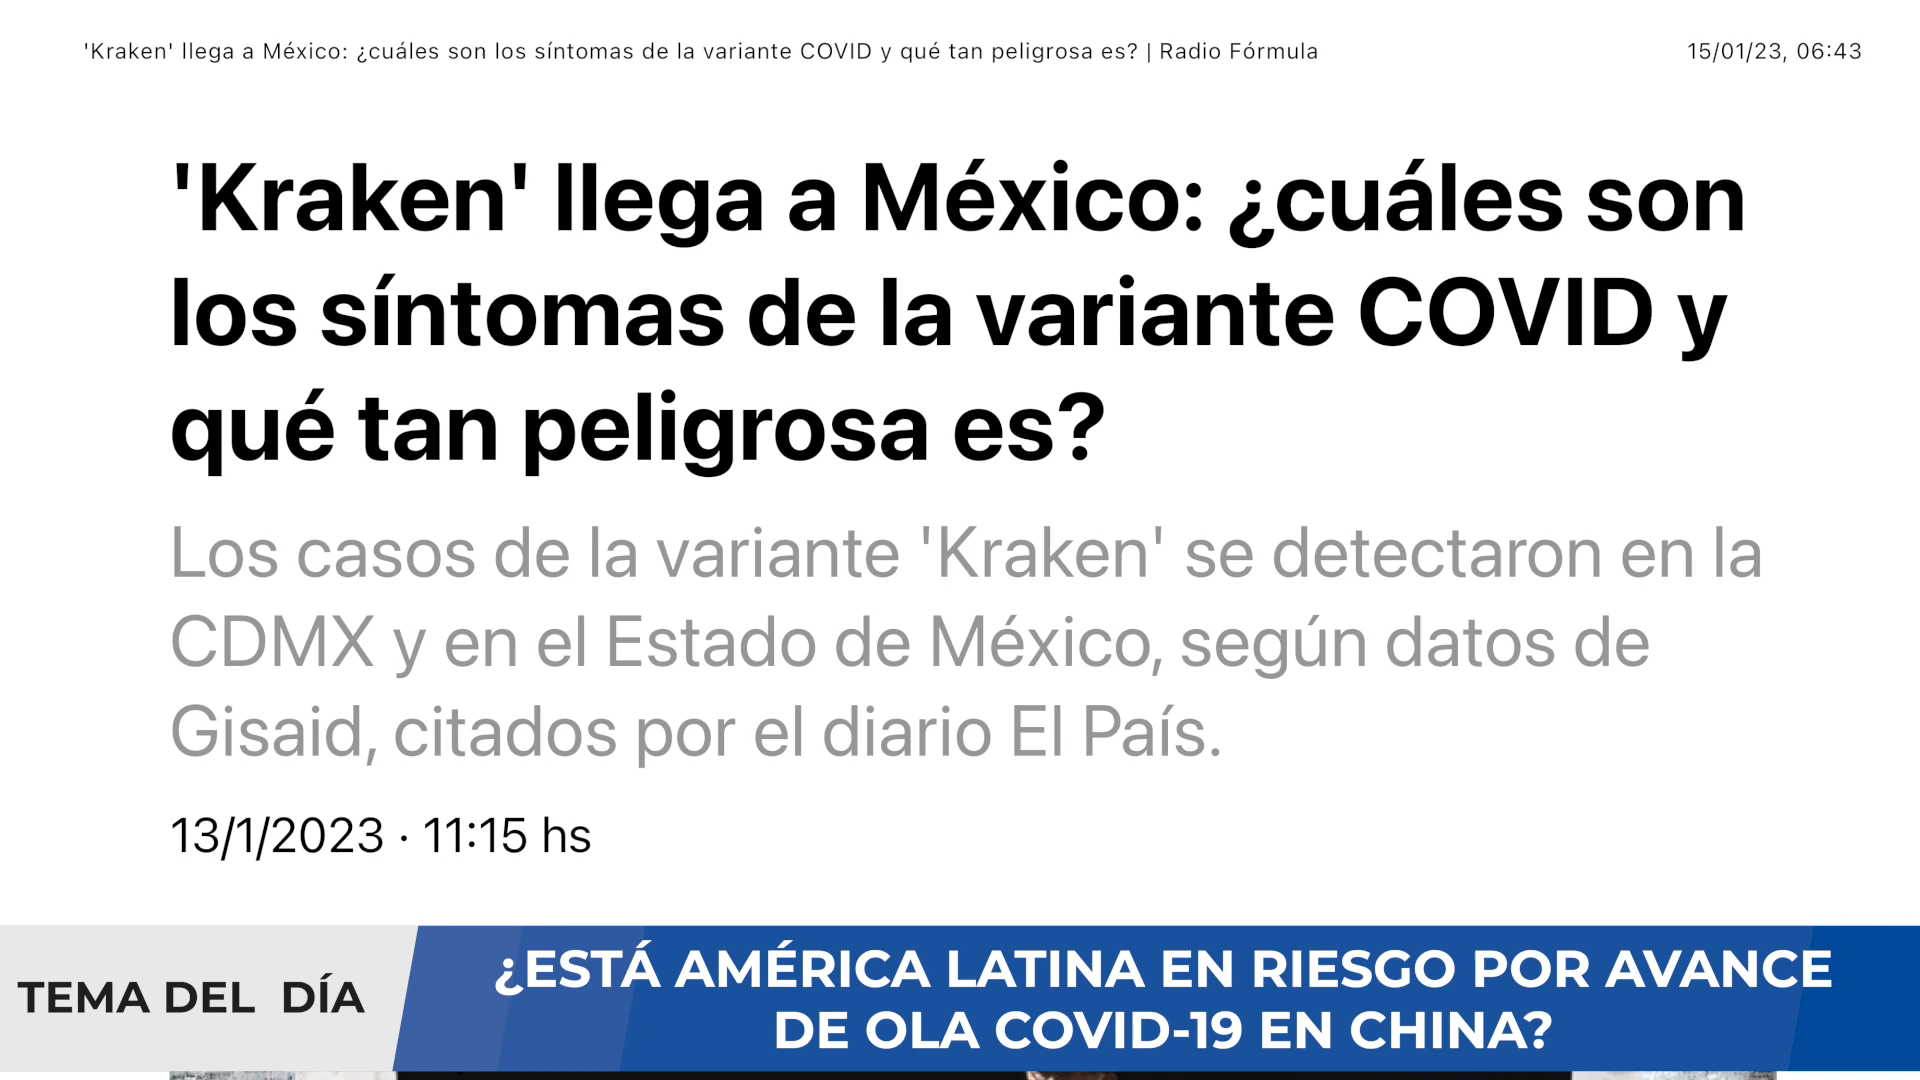 'Kraken' llega a México: ¿cuáles son los síntomas de la variante COVID y qué tan peligrosa es? | Radio Fórmula
15/01/23, 06:43
'Kraken' llega a México: ¿cuáles son
los síntomas de la variante COVID y
qué tan peligrosa es?
Los casos de la variante 'Kraken' se detectaron en la
CDMX y en el Estado de México, según datos de
Gisaid, citados por el diario El País.
13/1/2023 · 11:15 hs
TEMA DEL DÍA
¿ESTÁ AMÉRICA LATINA EN RIESGO POR AVANCE
DE OLA COVID-19 EN CHINA?